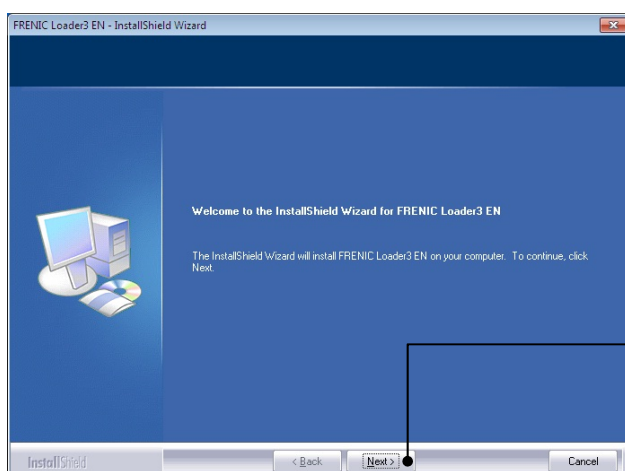 FRENIC Loader3 EN - InstallShield Wizard
Welcome to the InstallShield Wizard for FRENIC Loader3 EN
The InstallShield Wizard will install FRENIC Loader3 EN on your computer. To continue, click
Next.
InstallShield
< Back
Next >
Cancel